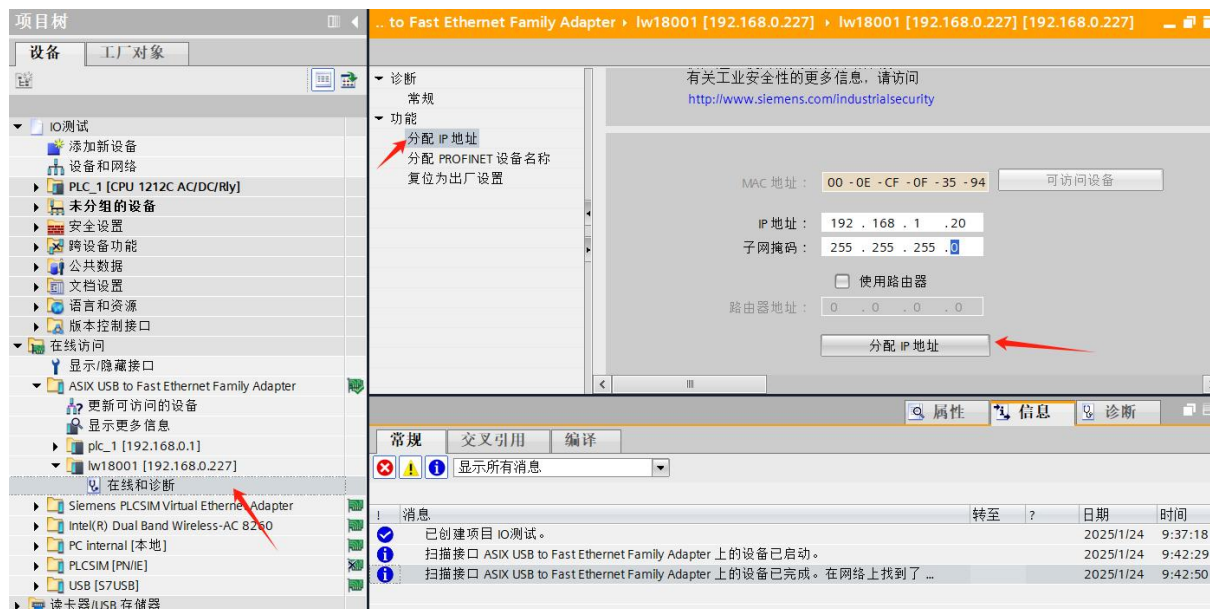 项目树
设备
工厂对象
IO测试
添加新设备
设备和网络
PLC_1 [CPU 1212C AC/DC/Rly]
未分组的设备
安全设置
跨设备功能
公共数据
文档设置
语言和资源
版本控制接口
在线访问
显示/隐藏接口
ASIX USB to Fast Ethernet Family Adapter
更新可访问的设备
显示更多信息
plc_1 [192.168.0.1]
lw18001 [192.168.0.227]
在线和诊断
Siemens PLCSIM Virtual Ethernet Adapter
Intel(R) Dual Band Wireless-AC 8260
PC internal [本地]
PLCSIM [PN/IE]
USB [S7USB]
读卡器/USB 存储器
.. to Fast Ethernet Family Adapter › lw18001 [192.168.0.227] › lw18001 [192.168.0.227] [192.168.0.227]
诊断
常规
功能
分配 IP 地址
分配 PROFINET 设备名称
复位为出厂设置
有关工业安全性的更多信息，请访问
http://www.siemens.com/industrialsecurity
MAC 地址： 00 -0E -CF -0F -35 -94 可访问设备
IP 地址： 192 . 168 . 1 .20
子网掩码： 255 . 255 . 255 .0
使用路由器
路由器地址： 0 .0 .0 .0
分配 IP 地址
属性 信息 诊断
常规 交叉引用 编译
显示所有消息
! 消息 转至 ? 日期 时间
已创建项目 IO测试。 2025/1/24 9:37:18
扫描接口 ASIX USB to Fast Ethernet Family Adapter 上的设备已启动。 2025/1/24 9:42:29
扫描接口 ASIX USB to Fast Ethernet Family Adapter 上的设备已完成。在网络上找到了 ... 2025/1/24 9:42:50